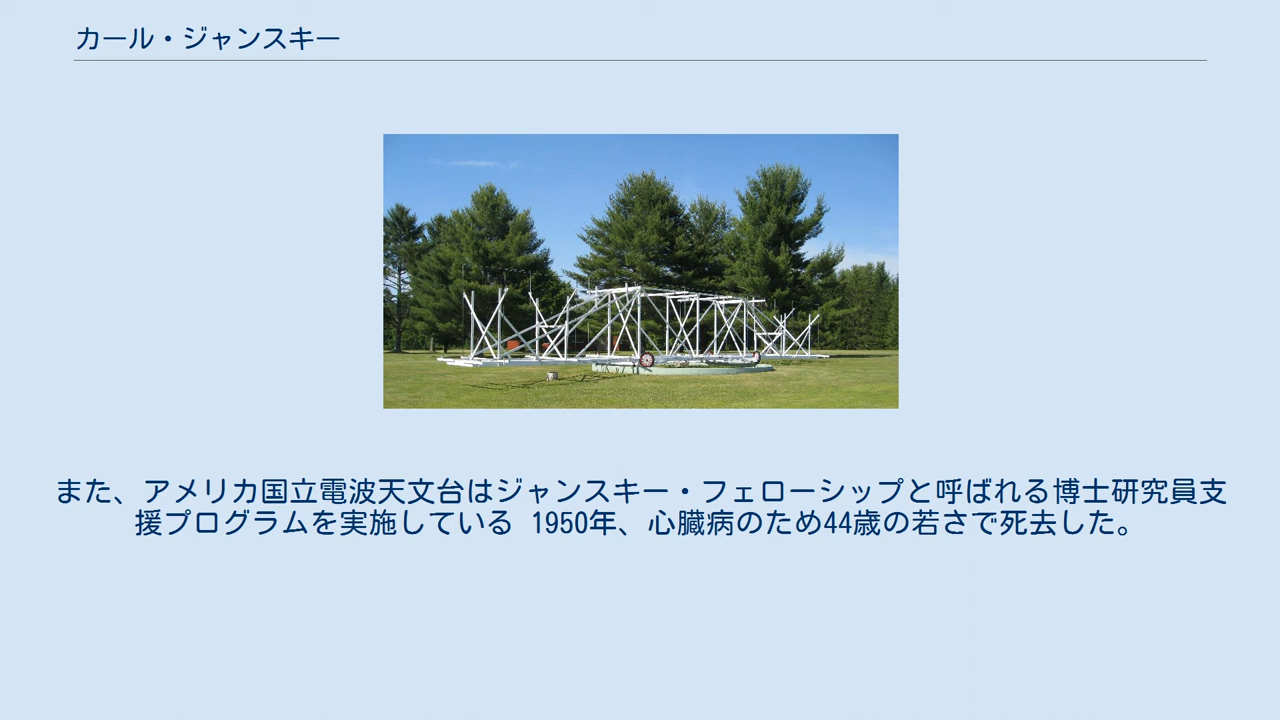 カール・ジャンスキー
また、アメリカ国立電波天文台はジャンスキー・フェローシップと呼ばれる博士研究員支
援プログラムを実施している 1950年、心臓病のため44歳の若さで死去した。